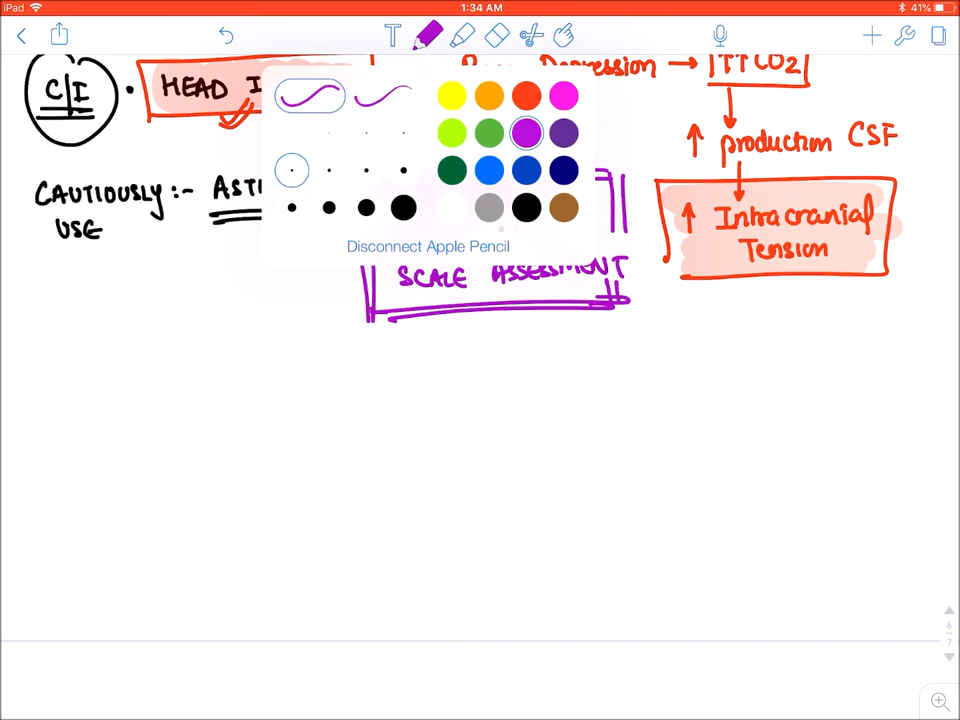 iPad 1:34 AM 41%
T
C/I • HEAD I
Depression → ↑↑ CO2
↑ production CSF
CAUTIOUSLY :- AST
USE
↑ Intracranial
Tension
Disconnect Apple Pencil
SCALE ASSESSMENT
6
7